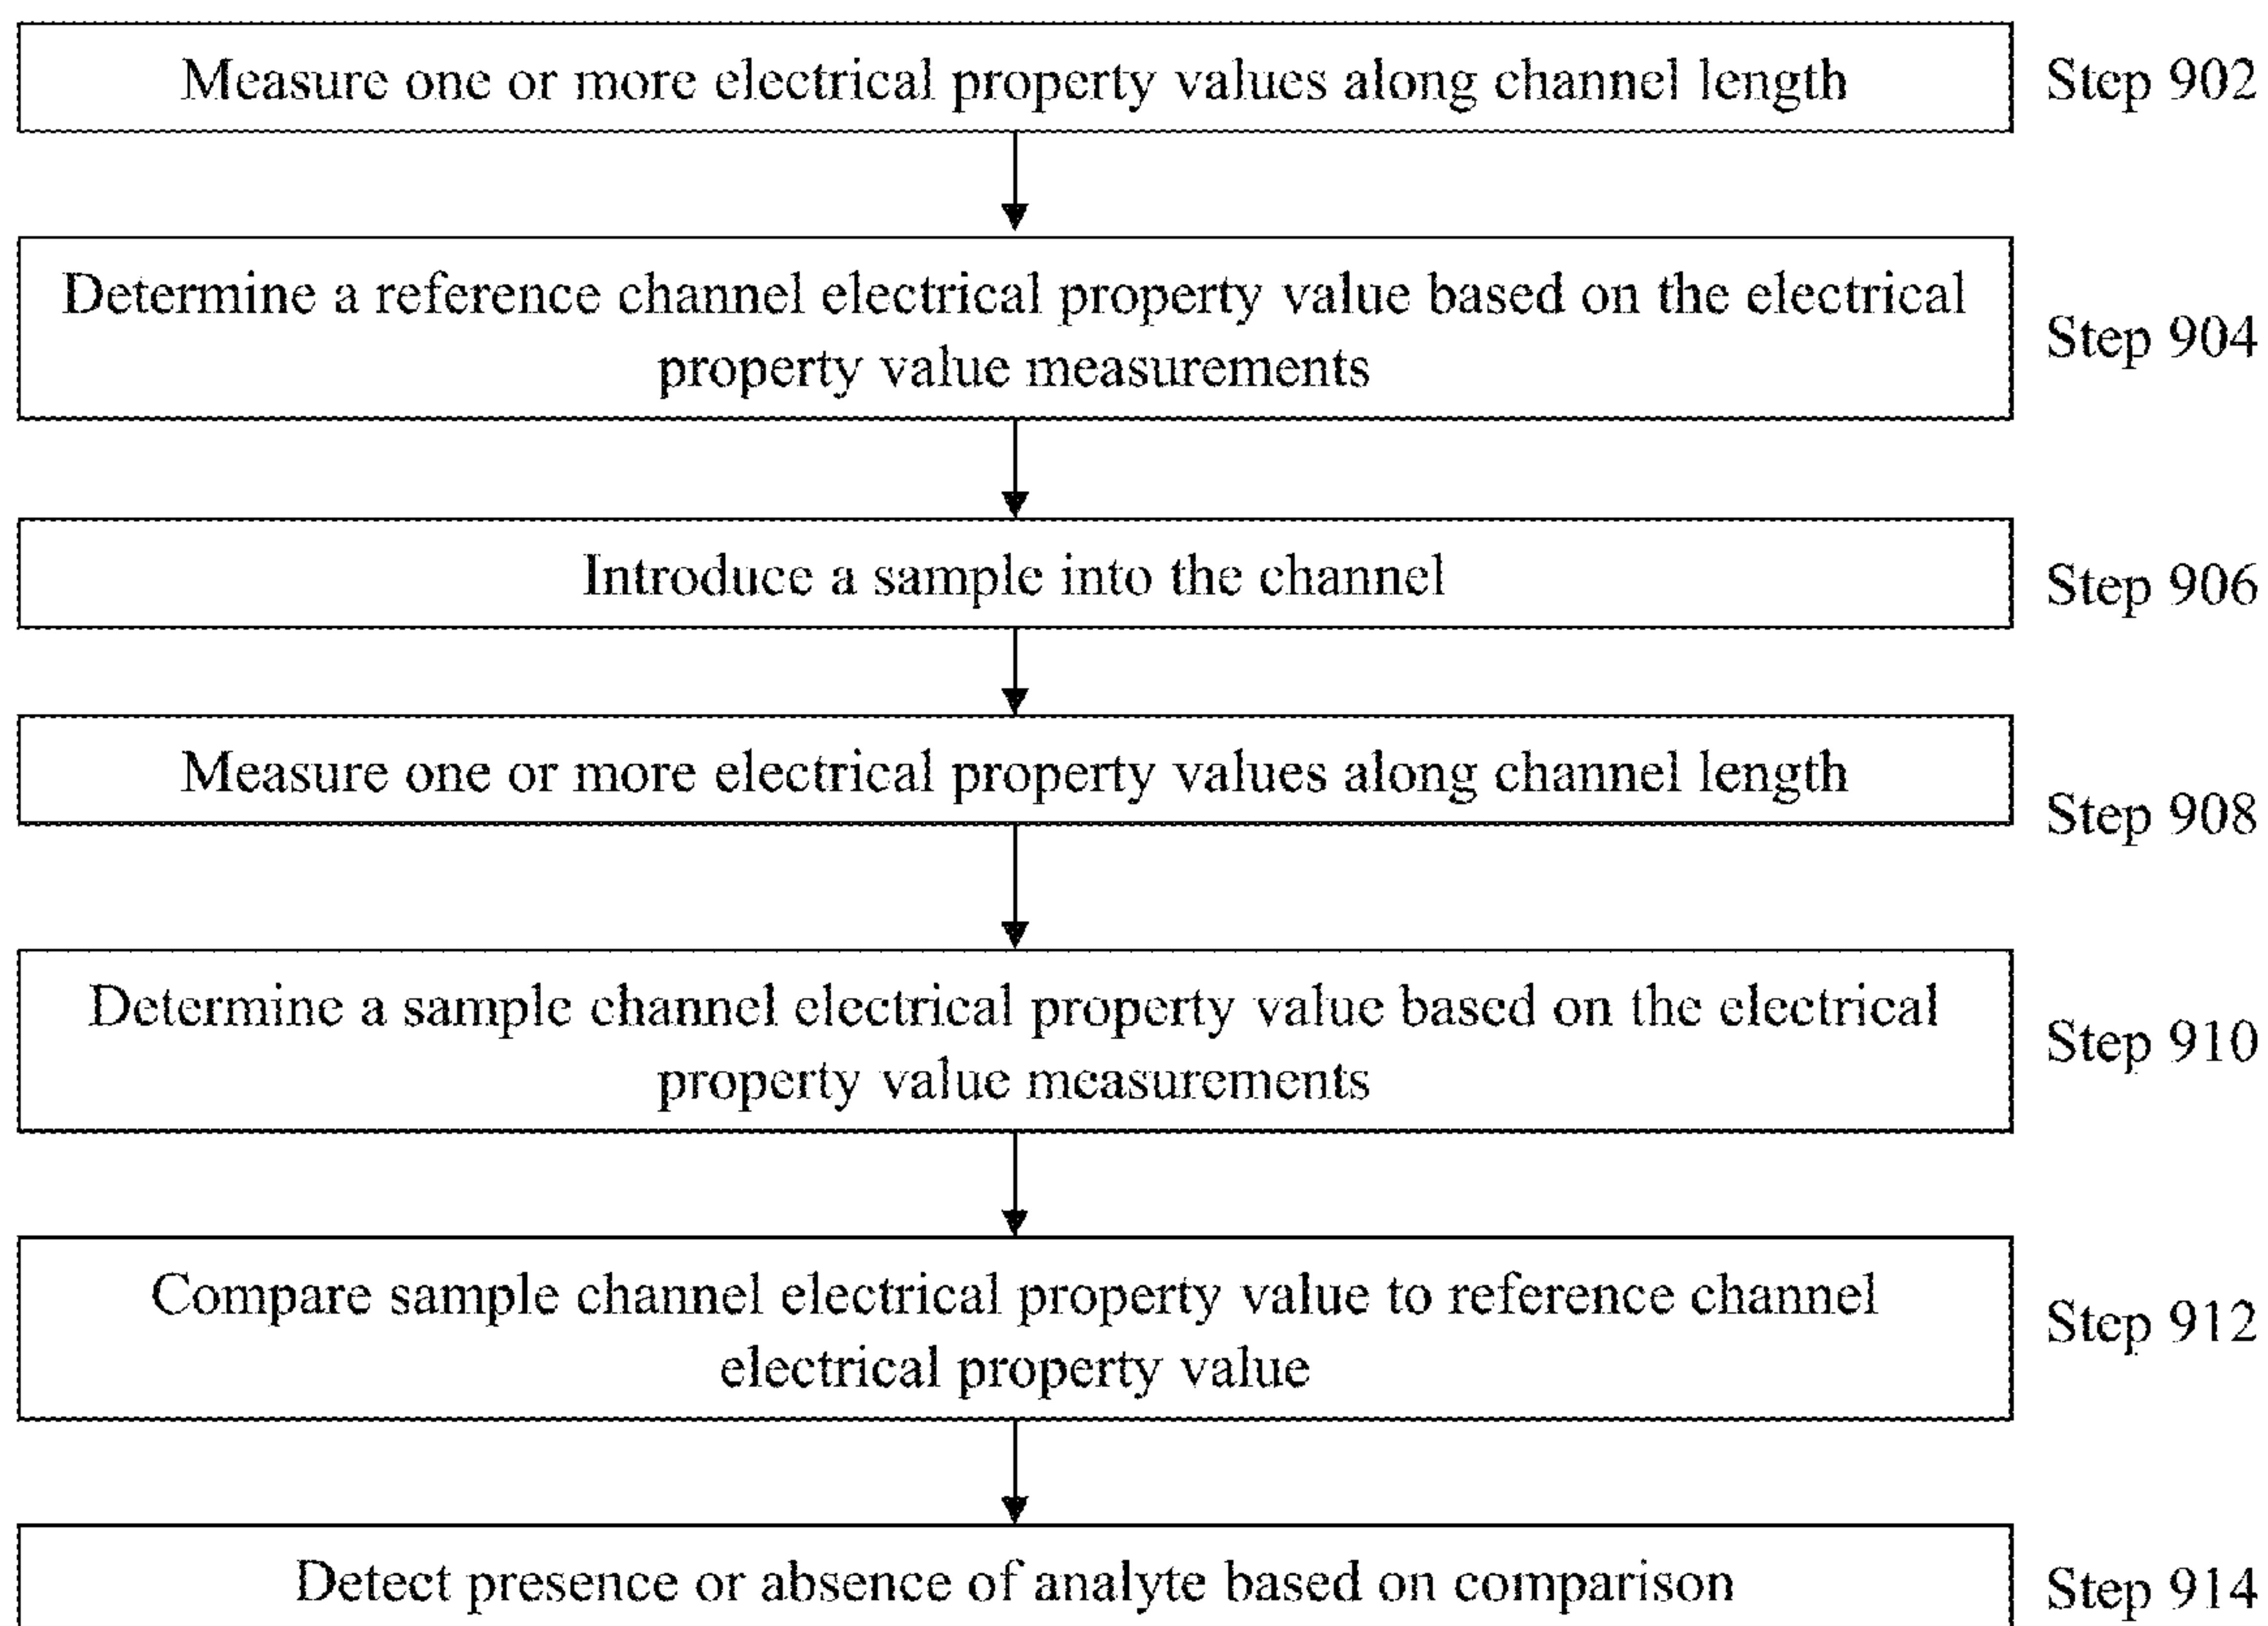 Measure one or more electrical property values along channel length
Step 902
Determine a reference channel electrical property value based on the electrical
property value measurements
Step 904
Introduce a sample into the channel
Step 906
Measure one or more electrical property values along channel length
Step 908
Determine a sample channel electrical property value based on the electrical
property value measurements
Step 910
Compare sample channel electrical property value to reference channel
electrical property value
Step 912
Detect presence or absence of analyte based on comparison
Step 914